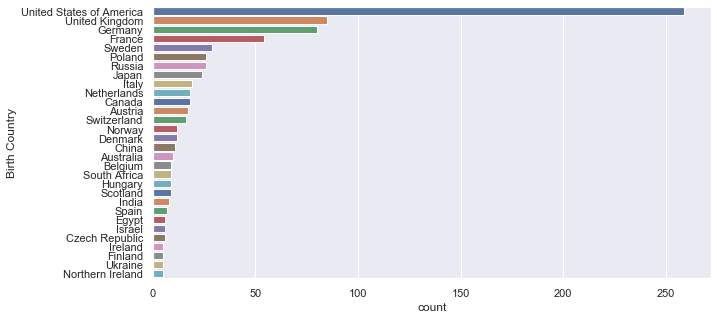 United States of America
United Kingdom
Germany
France
Sweden
Poland
Russia
Japan
Italy
Netherlands
Canada
Austria
Switzerland
Norway
Denmark
China
Australia
Belgium
South Africa
Hungary
Scotland
India
Spain
Egypt
Israel
Czech Republic
Ireland
Finland
Ukraine
Northern Ireland
Birth Country
0 50 100 150 200 250
count